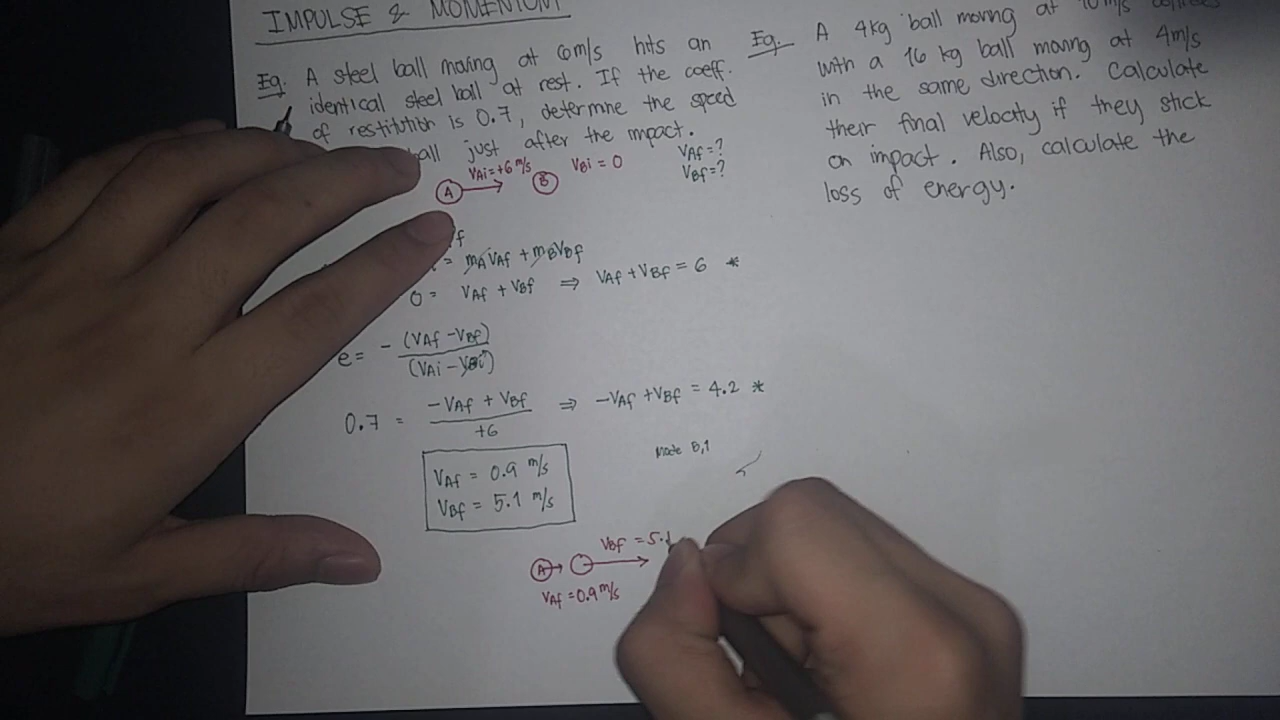 IMPULSE & MOMENTUM
Eg. A steel ball moving at 6m/s hits an
identical steel ball at rest. If the coeff.
of restitution is 0.7, determine the speed
ball just after the impact.
VAi = +6 m/s
VBi = 0
VAf = ?
VBf = ?
A
B
f
= mAVAf + mBVBf
0 = VAf + VBf ⇒ VAf + VBf = 6 *
e = - (VAf - VBf) / (VAi - VBi)
0.7 = -VAf + VBf / +6 ⇒ -VAf + VBf = 4.2 *
VAf = 0.9 m/s
VBf = 5.1 m/s
Mode 5,1
VBf = 5.1
A
VAf = 0.9 m/s
Eg. A 4kg ball moving at
with a 16 kg ball moving at 4m/s
in the same direction. Calculate
their final velocity if they stick
on impact. Also, calculate the
loss of energy.